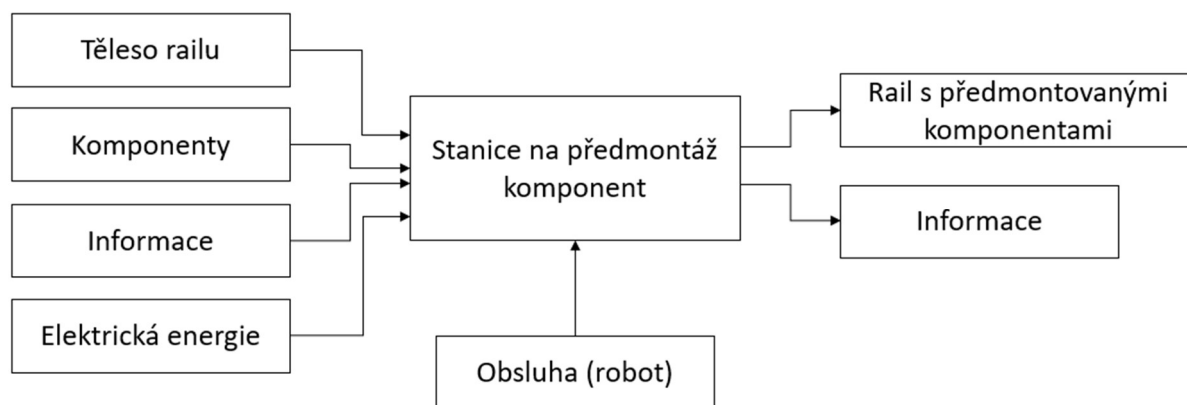 Těleso railu
Komponenty
Informace
Elektrická energie
Stanice na předmontáž
komponent
Obsluha (robot)
Rail s předmontovanými
komponentami
Informace